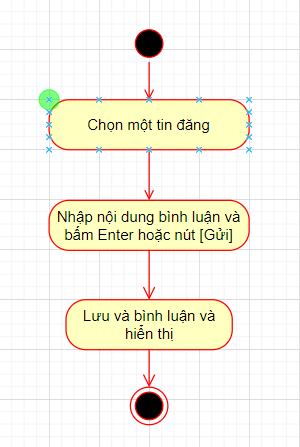 Chọn một tin đăng
Nhập nội dung bình luận và
bấm Enter hoặc nút [Gửi]
Lưu và bình luận và
hiển thị